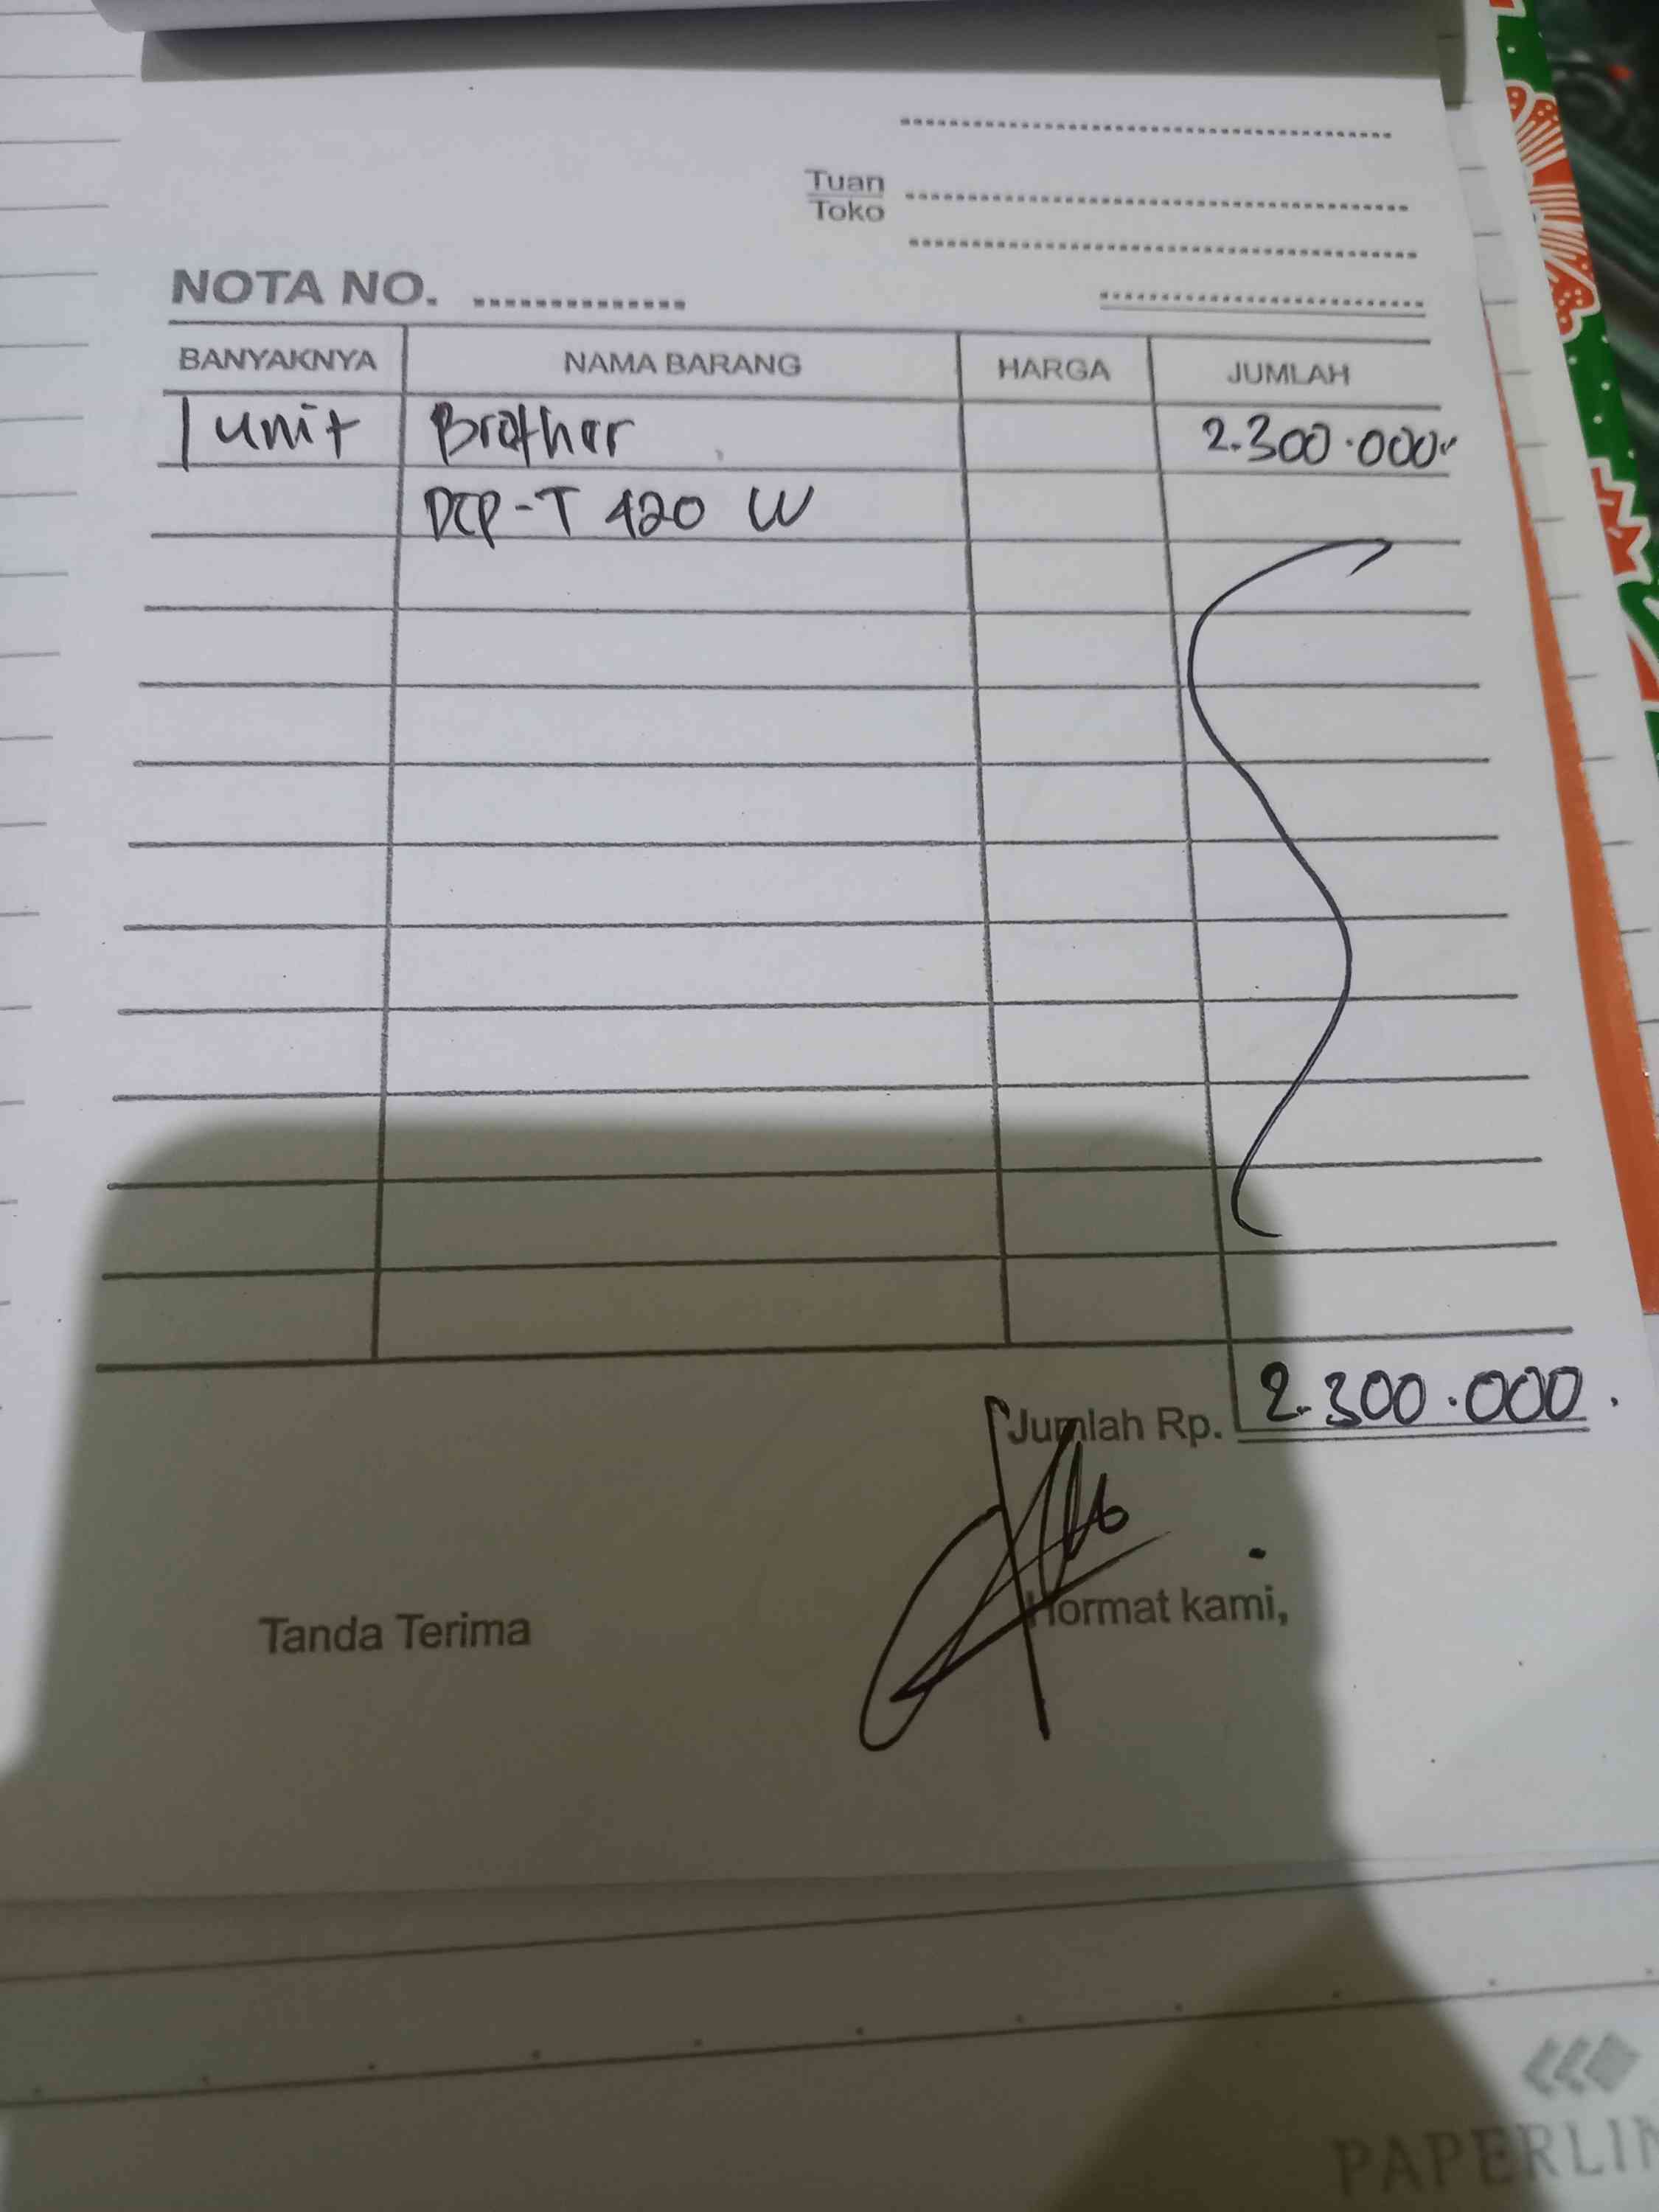 Tuan
Toko
NOTA NO.
BANYAKNYA NAMA BARANG HARGA JUMLAH
1 unit Brother 2.300.000
DCP-T 420 W
Jumlah Rp. 2.300.000.
Tanda Terima Hormat kami,
PAPERLIN